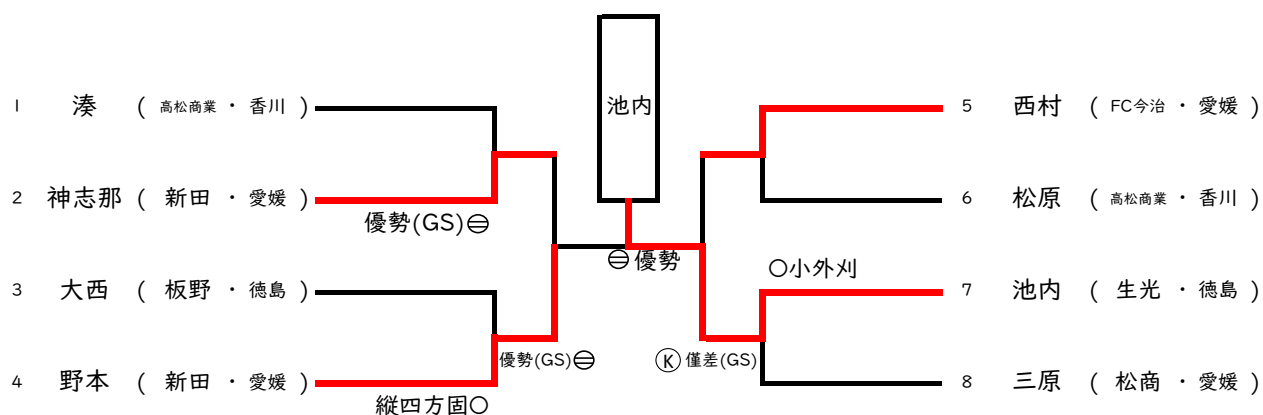 池内
1 湊 ( 高松商業 ・ 香川 )
2 神志那 ( 新田 ・ 愛媛 )
優勢(GS)㊀
3 大西 ( 板野 ・ 徳島 )
優勢(GS)㊀
4 野本 ( 新田 ・ 愛媛 )
縦四方固○
㊀優勢
5 西村 ( FC今治 ・ 愛媛 )
6 松原 ( 高松商業 ・ 香川 )
○小外刈
7 池内 ( 生光 ・ 徳島 )
Ⓚ 僅差(GS)
8 三原 ( 松商 ・ 愛媛 )